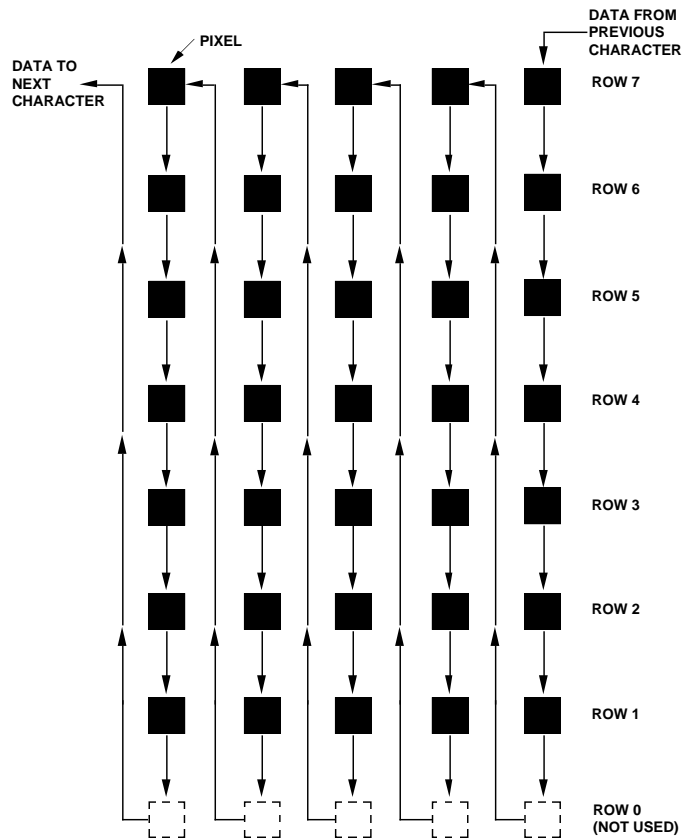 DATA FROM
PREVIOUS
CHARACTER
PIXEL
DATA TO
NEXT
CHARACTER
ROW 7
ROW 6
ROW 5
ROW 4
ROW 3
ROW 2
ROW 1
ROW 0
(NOT USED)